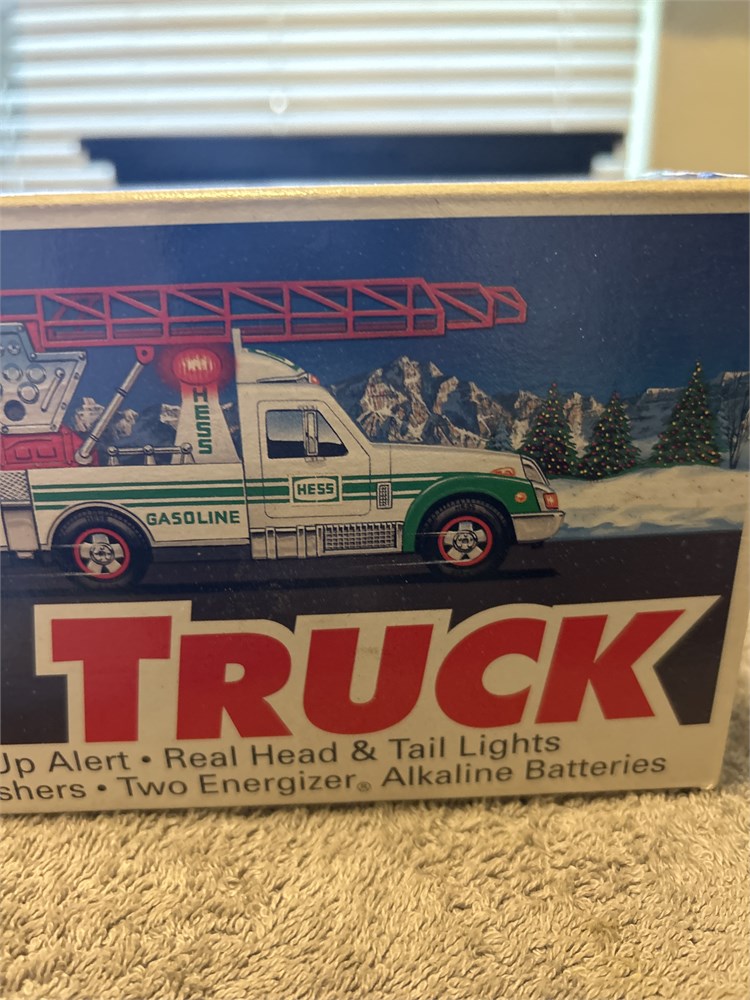 HESS
HESS
GASOLINE
TRUCK
Up Alert • Real Head & Tail Lights
shers • Two Energizer® Alkaline Batteries